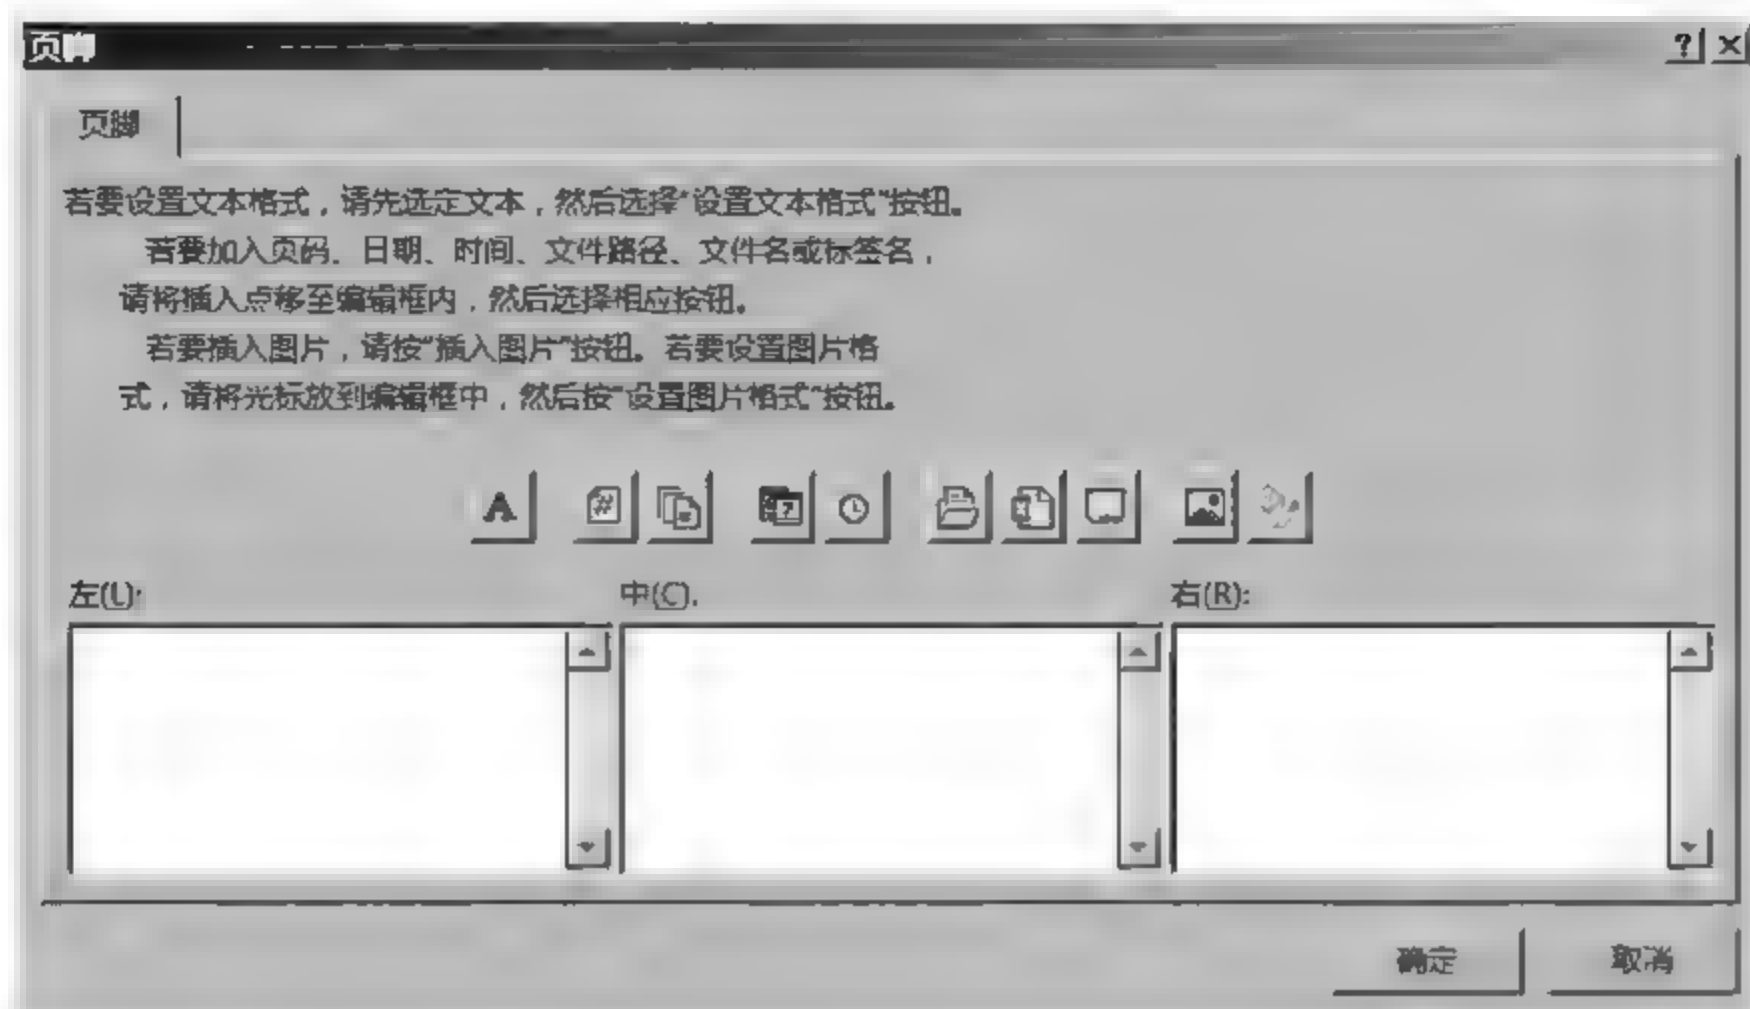 页脚
页脚
若要设置文本格式，请先选定文本，然后选择"设置文本格式"按钮。
若要加入页码、日期、时间、文件路径、文件名或标签名，
请将插入点移至编辑框内，然后选择相应按钮。
若要插入图片，请按"插入图片"按钮。若要设置图片格
式，请将光标放到编辑框中，然后按"设置图片格式"按钮。
左(L): 中(C): 右(R):
确定 取消